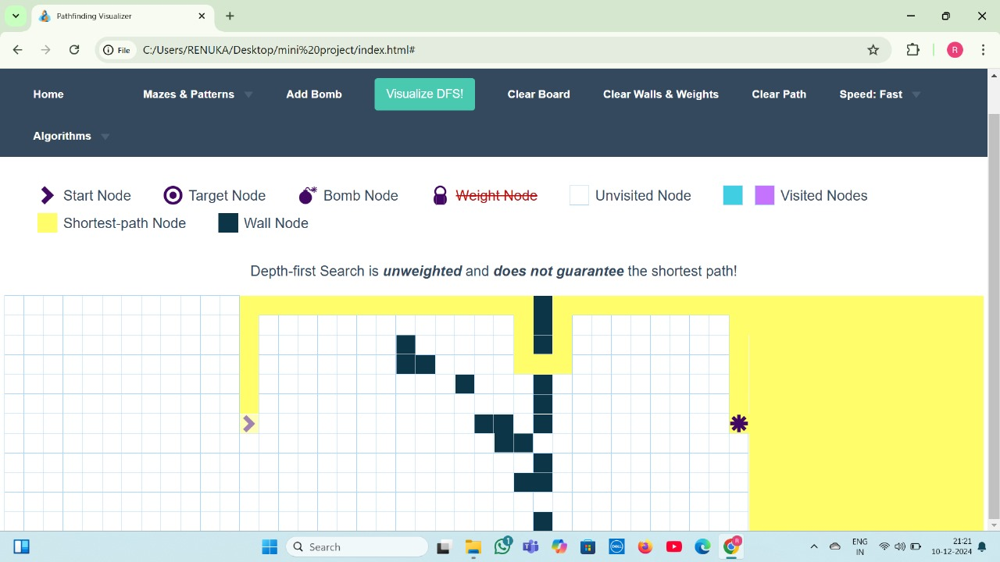 Pathfinding Visualizer
File C:/Users/RENUKA/Desktop/mini%20project/index.html# R
Home Mazes & Patterns Add Bomb Visualize DFS! Clear Board Clear Walls & Weights Clear Path Speed: Fast
Algorithms
Start Node Target Node Bomb Node Weight Node Unvisited Node Visited Nodes
Shortest-path Node Wall Node
Depth-first Search is unweighted and does not guarantee the shortest path!
Search 1 DELL R ENG 21:21
IN 10-12-2024